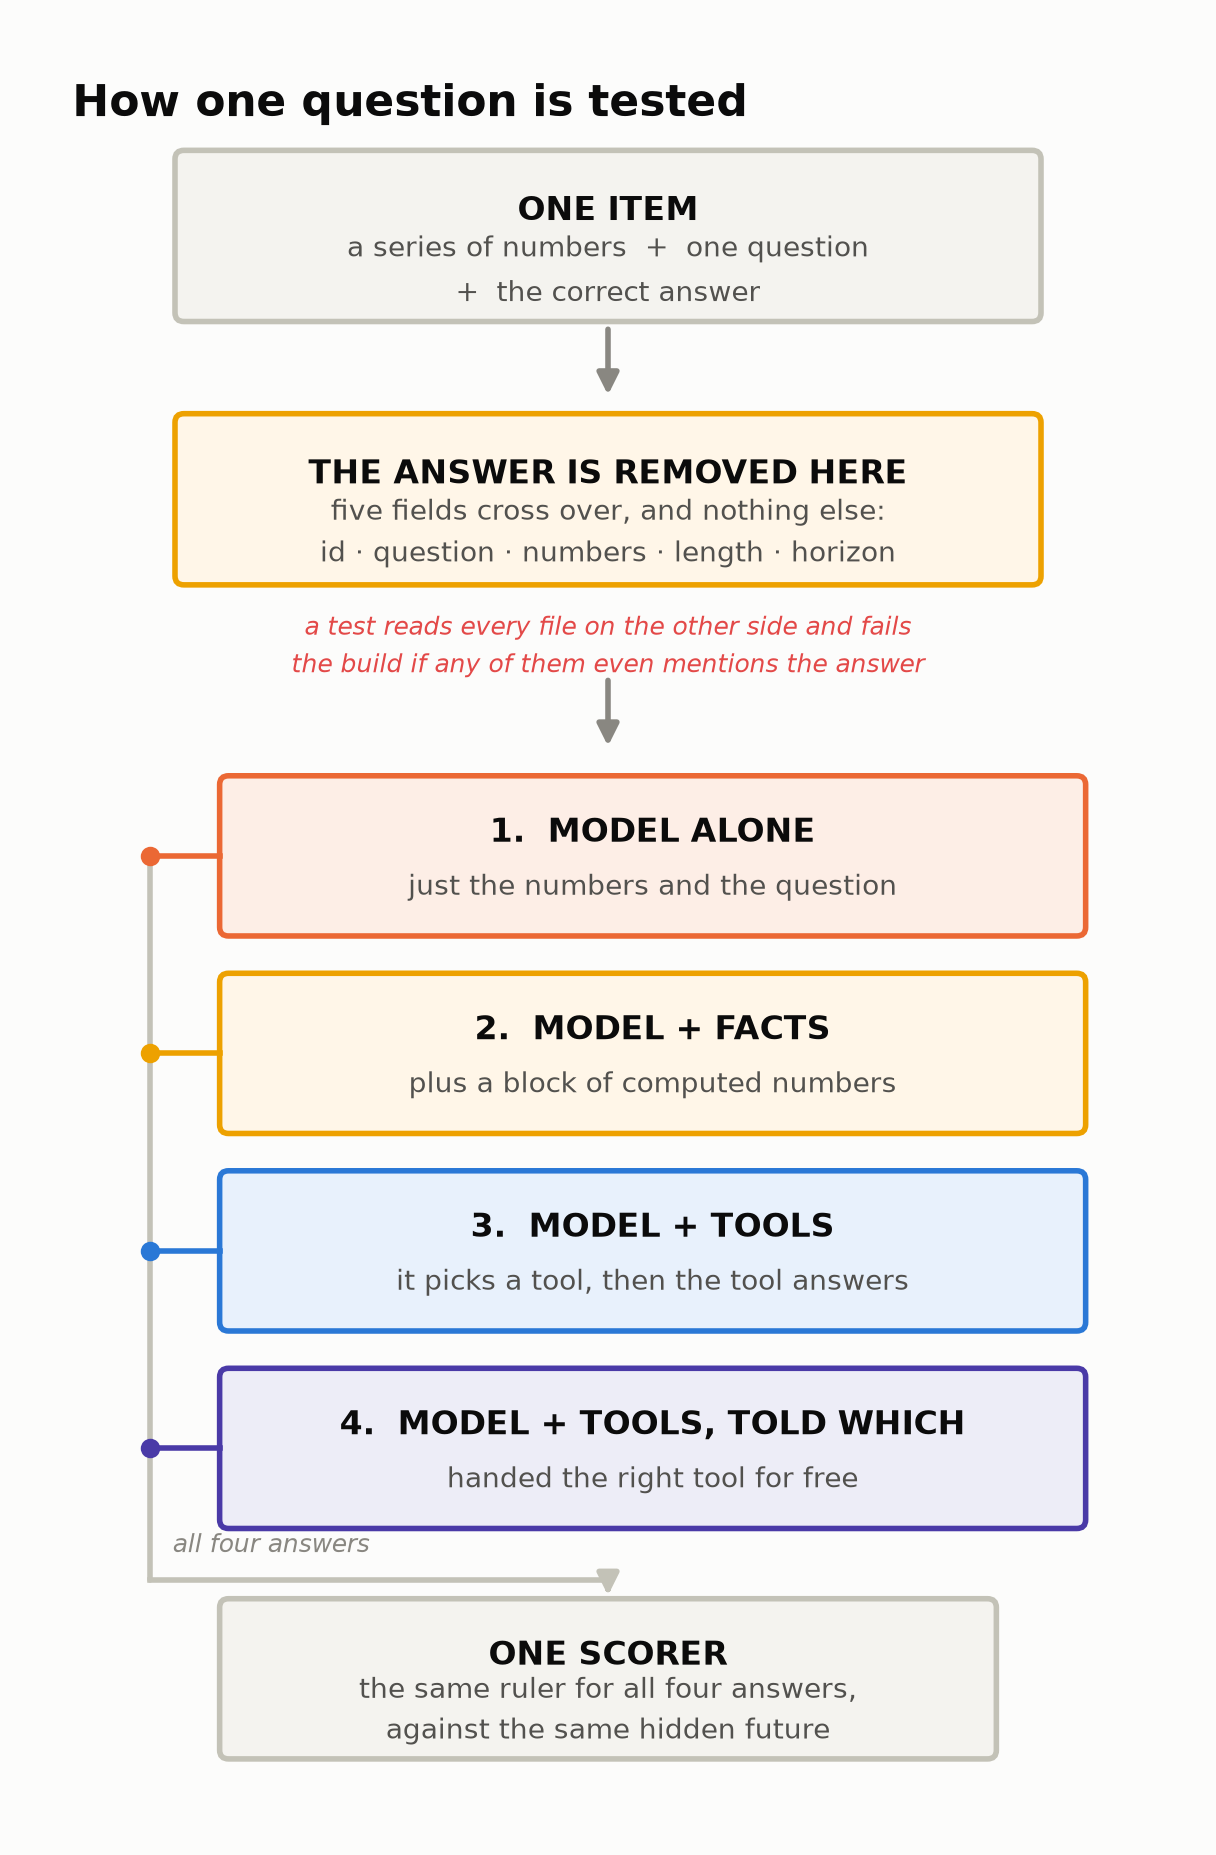 How one question is tested
ONE ITEM
a series of numbers + one question
+ the correct answer
THE ANSWER IS REMOVED HERE
five fields cross over, and nothing else:
id · question · numbers · length · horizon
a test reads every file on the other side and fails
the build if any of them even mentions the answer
1. MODEL ALONE
just the numbers and the question
2. MODEL + FACTS
plus a block of computed numbers
3. MODEL + TOOLS
it picks a tool, then the tool answers
4. MODEL + TOOLS, TOLD WHICH
handed the right tool for free
all four answers
ONE SCORER
the same ruler for all four answers,
against the same hidden future